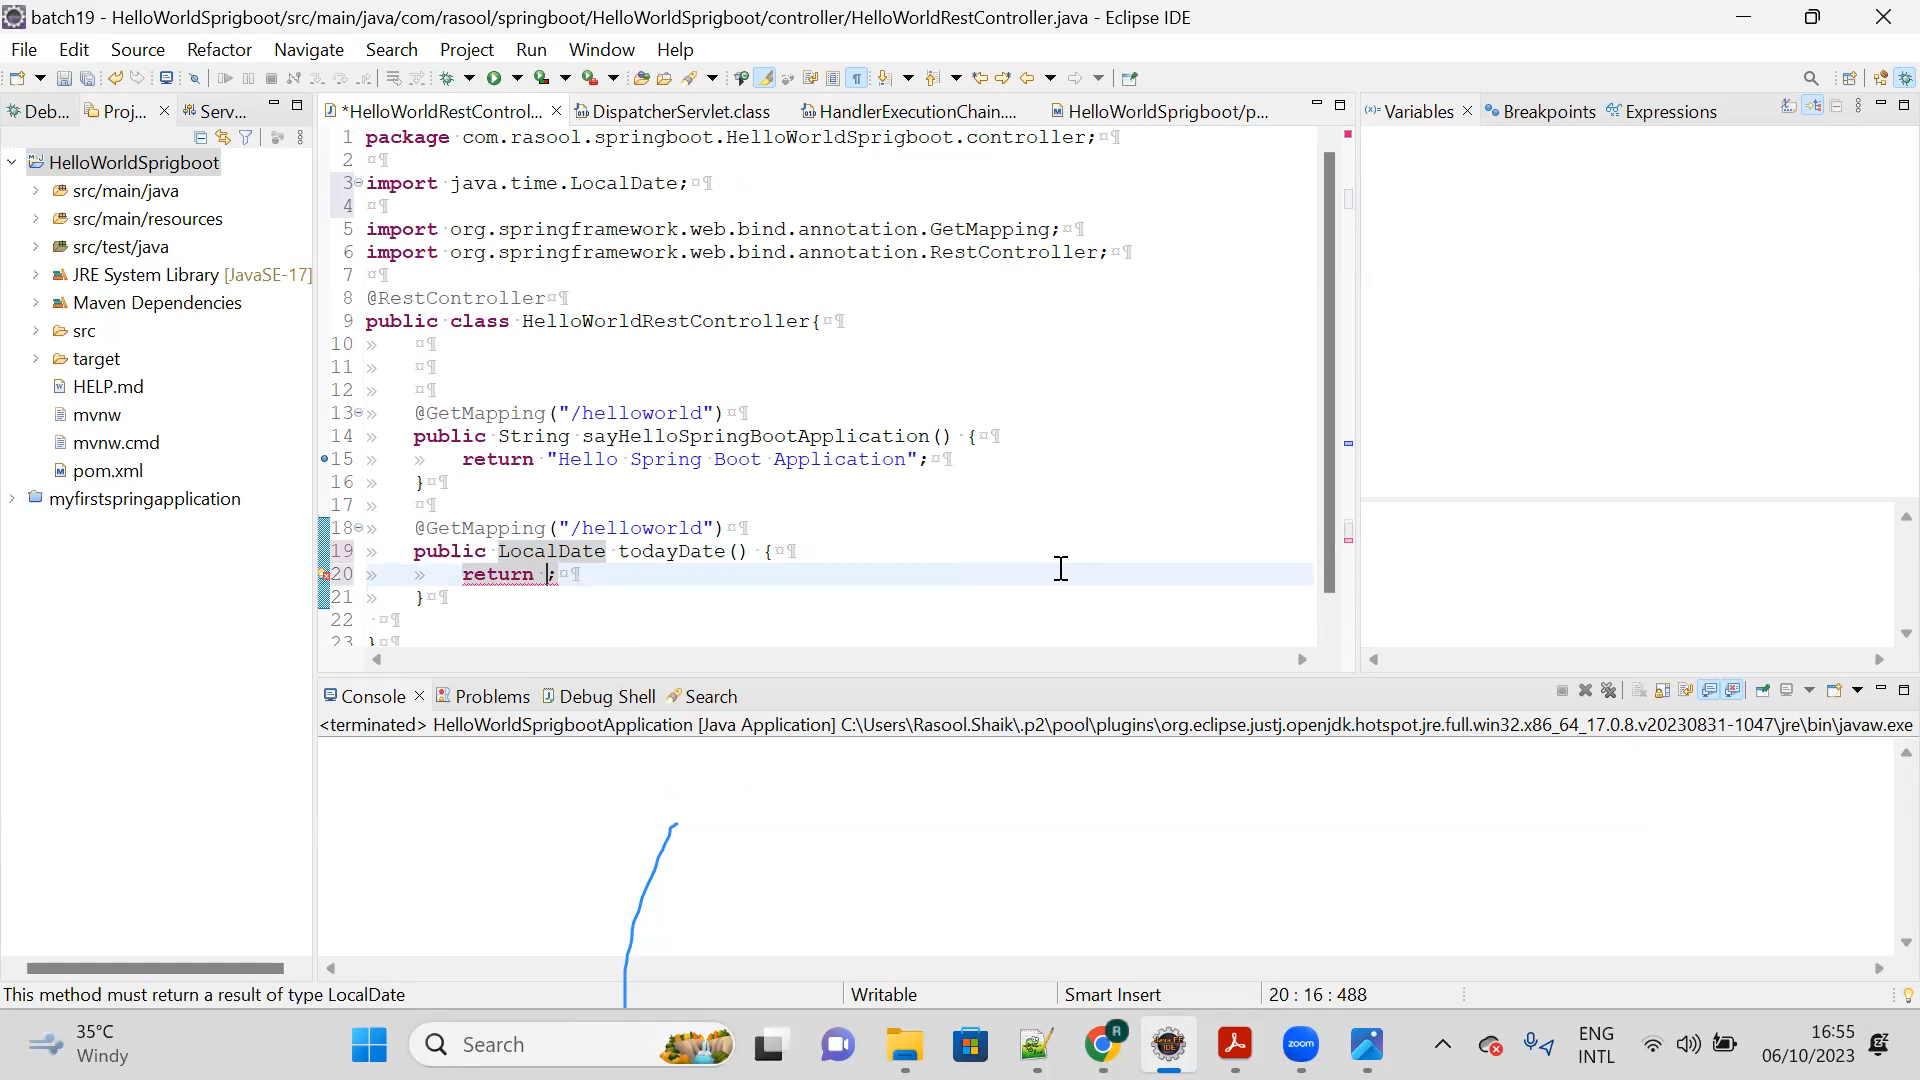 batch19 - HelloWorldSprigboot/src/main/java/com/rasool/springboot/HelloWorldSprigboot/controller/HelloWorldRestController.java - Eclipse IDE
File Edit Source Refactor Navigate Search Project Run Window Help
Deb... Proj... Serv...
*HelloWorldRestControl... DispatcherServlet.class HandlerExecutionChain.... HelloWorldSprigboot/p...
Variables Breakpoints Expressions
HelloWorldSprigboot
src/main/java
src/main/resources
src/test/java
JRE System Library [JavaSE-17]
Maven Dependencies
src
target
HELP.md
mvnw
mvnw.cmd
pom.xml
myfirstspringapplication
1 package com.rasool.springboot.HelloWorldSprigboot.controller;
2
3 import java.time.LocalDate;
4
5 import org.springframework.web.bind.annotation.GetMapping;
6 import org.springframework.web.bind.annotation.RestController;
7
8 @RestController
9 public class HelloWorldRestController{
10
11
12
13 @GetMapping("/helloworld")
14 public String sayHelloSpringBootApplication() {
15 return "Hello Spring Boot Application";
16 }
17
18 @GetMapping("/helloworld")
19 public LocalDate todayDate() {
20 return ;
21 }
22
23 }
Console Problems Debug Shell Search
<terminated> HelloWorldSprigbootApplication [Java Application] C:\Users\Rasool.Shaik\.p2\pool\plugins\org.eclipse.justj.openjdk.hotspot.jre.full.win32.x86_64_17.0.8.v20230831-1047\jre\bin\javaw.exe
This method must return a result of type LocalDate Writable Smart Insert 20 : 16 : 488
35°C
Windy
Search
R
zoom
ENG
INTL
16:55
06/10/2023